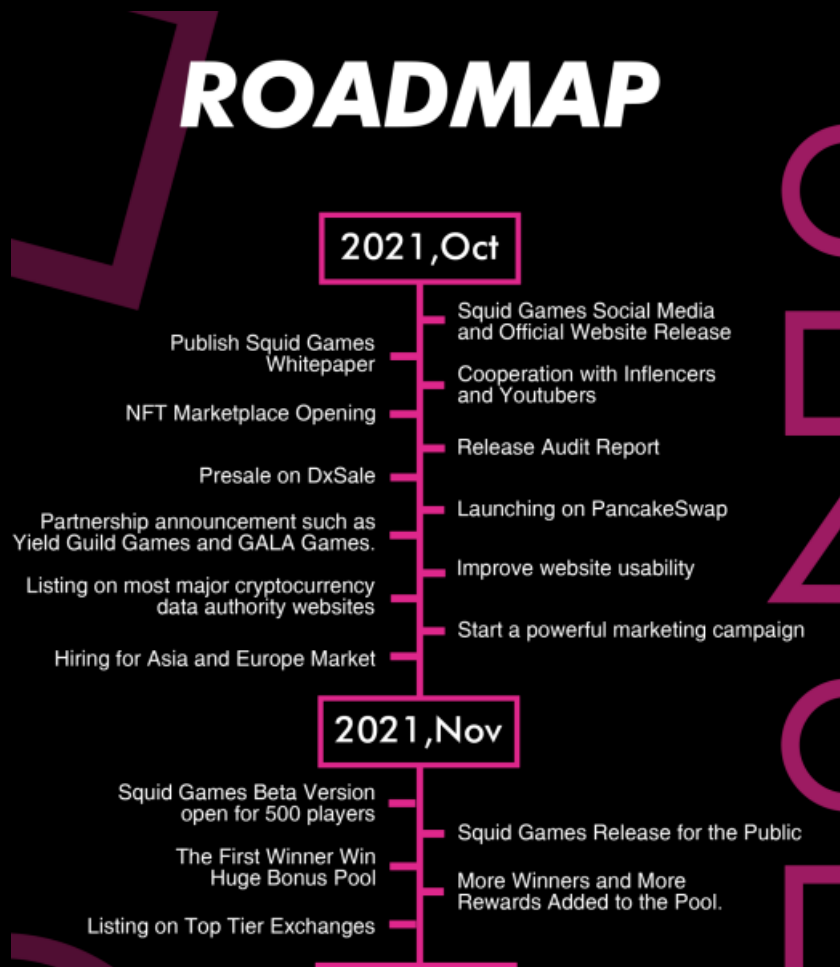 ROADMAP
2021,Oct
Squid Games Social Media
and Official Website Release
Publish Squid Games
Whitepaper
Cooperation with Inflencers
and Youtubers
NFT Marketplace Opening
Release Audit Report
Presale on DxSale
Launching on PancakeSwap
Partnership announcement such as
Yield Guild Games and GALA Games.
Improve website usability
Listing on most major cryptocurrency
data authority websites
Start a powerful marketing campaign
Hiring for Asia and Europe Market
2021,Nov
Squid Games Beta Version
open for 500 players
Squid Games Release for the Public
The First Winner Win
Huge Bonus Pool
More Winners and More
Rewards Added to the Pool.
Listing on Top Tier Exchanges